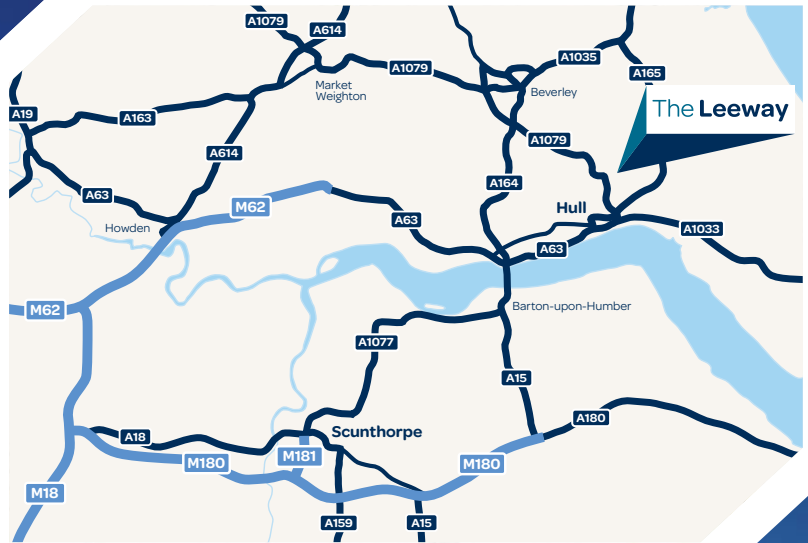 A1079
A614
A1035
A1079
A165
Market
Weighton
Beverley
The Leeway
A19
A163
A1079
A614
A164
A63
M62
Hull
A63
A1033
Howden
A63
M62
Barton-upon-Humber
A1077
A15
A180
A18
Scunthorpe
M181
M180
M180
M18
A159
A15